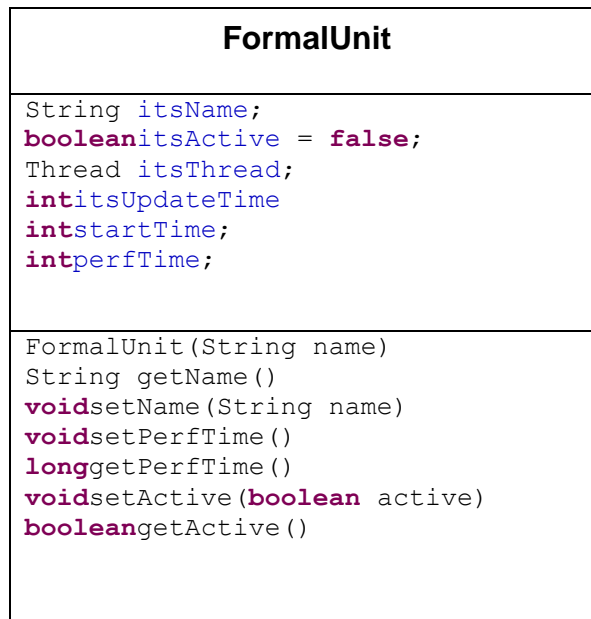 FormalUnit
String itsName;
booleanitsActive = false;
Thread itsThread;
intitsUpdateTime
intstartTime;
intperfTime;
FormalUnit(String name)
String getName()
voidsetName(String name)
voidsetPerfTime()
longgetPerfTime()
voidsetActive(boolean active)
booleangetActive()